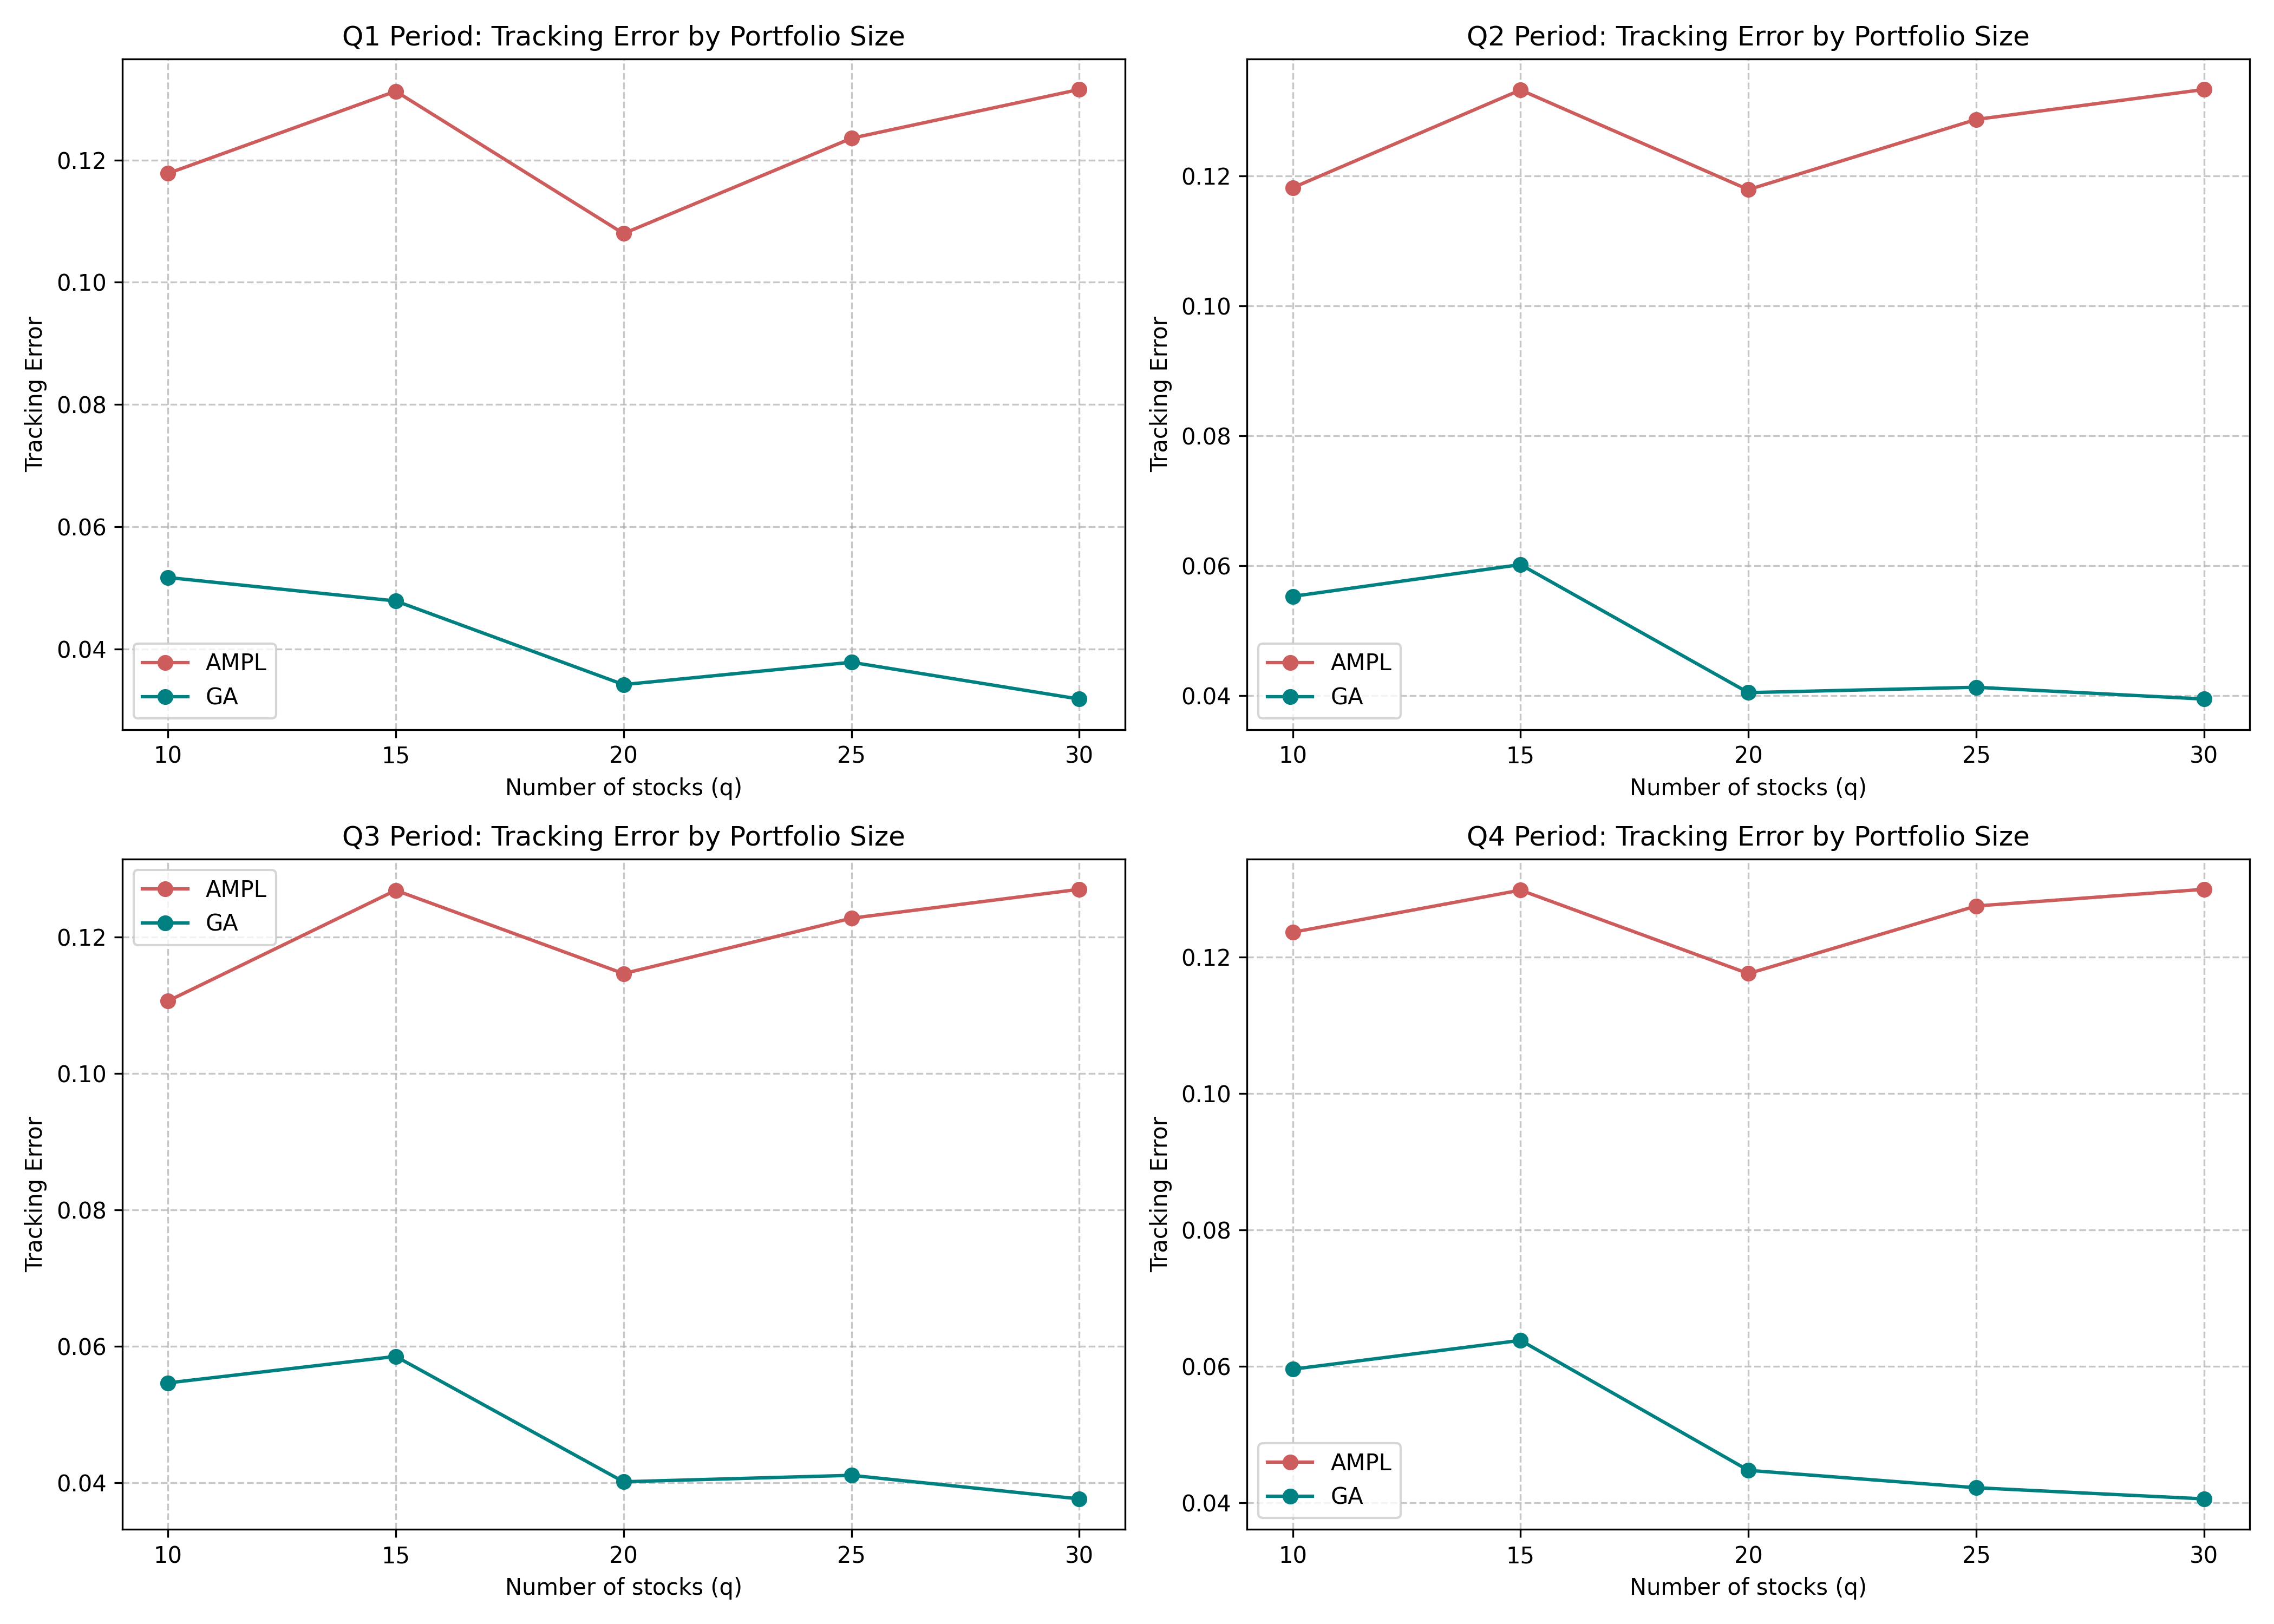 Q1 Period: Tracking Error by Portfolio Size
Tracking Error
0.12
0.10
0.08
0.06
0.04
AMPL
GA
10 15 20 25 30
Number of stocks (q)
Q2 Period: Tracking Error by Portfolio Size
Tracking Error
0.12
0.10
0.08
0.06
0.04
AMPL
GA
10 15 20 25 30
Number of stocks (q)
Q3 Period: Tracking Error by Portfolio Size
Tracking Error
AMPL
GA
0.12
0.10
0.08
0.06
0.04
10 15 20 25 30
Number of stocks (q)
Q4 Period: Tracking Error by Portfolio Size
Tracking Error
0.12
0.10
0.08
0.06
0.04
AMPL
GA
10 15 20 25 30
Number of stocks (q)